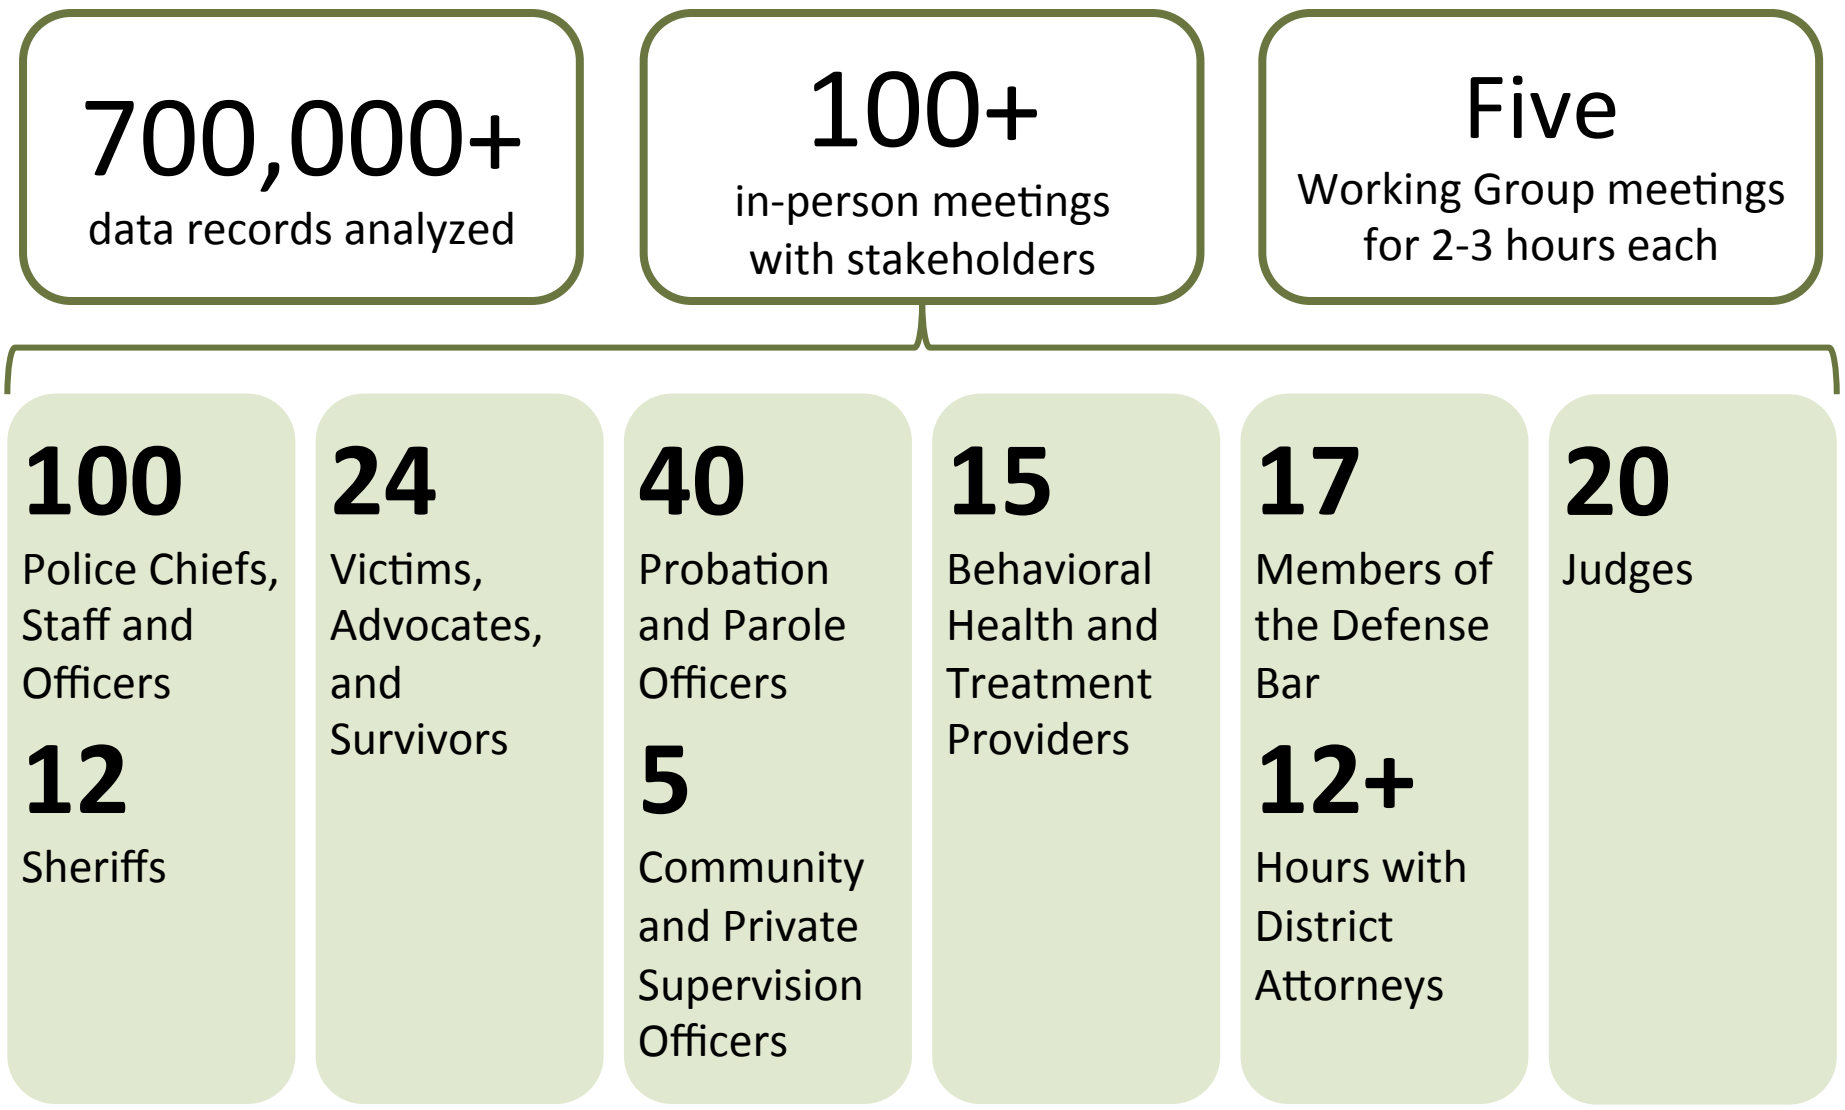 700,000+
data records analyzed
100+
in-person meetings
with stakeholders
Five
Working Group meetings
for 2-3 hours each
100
Police Chiefs,
Staff and
Officers
12
Sheriffs
24
Victims,
Advocates,
and
Survivors
40
Probation
and Parole
Officers
5
Community
and Private
Supervision
Officers
15
Behavioral
Health and
Treatment
Providers
17
Members of
the Defense
Bar
12+
Hours with
District
Attorneys
20
Judges